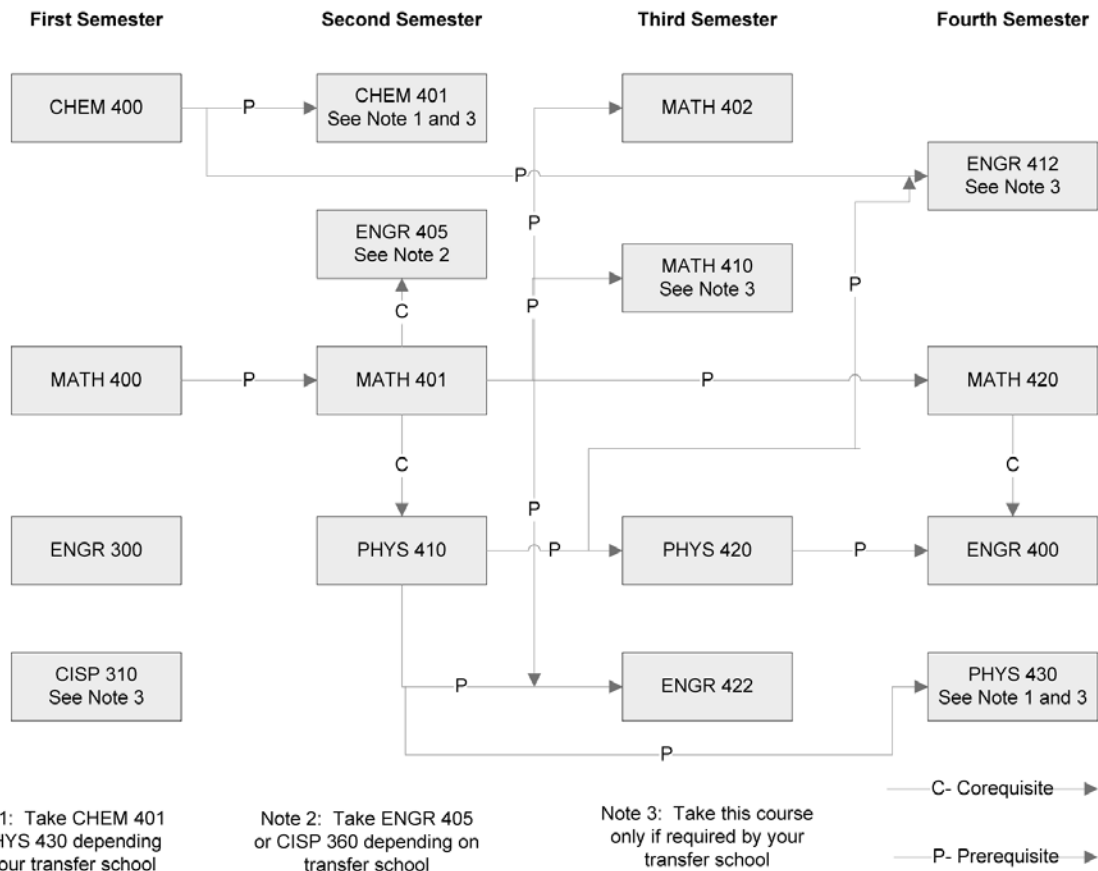 First Semester
Second Semester
Third Semester
Fourth Semester
CHEM 400
P
CHEM 401
See Note 1 and 3
MATH 402
P
ENGR 412
See Note 3
ENGR 405
See Note 2
P
MATH 410
See Note 3
P
P
C
MATH 400
P
MATH 401
P
MATH 420
C
C
P
ENGR 300
PHYS 410
P
PHYS 420
P
ENGR 400
CISP 310
See Note 3
P
ENGR 422
PHYS 430
See Note 1 and 3
P
1: Take CHEM 401
HYS 430 depending
our transfer school
Note 2: Take ENGR 405
or CISP 360 depending on
transfer school
Note 3: Take this course
only if required by your
transfer school
C- Corequisite
P- Prerequisite